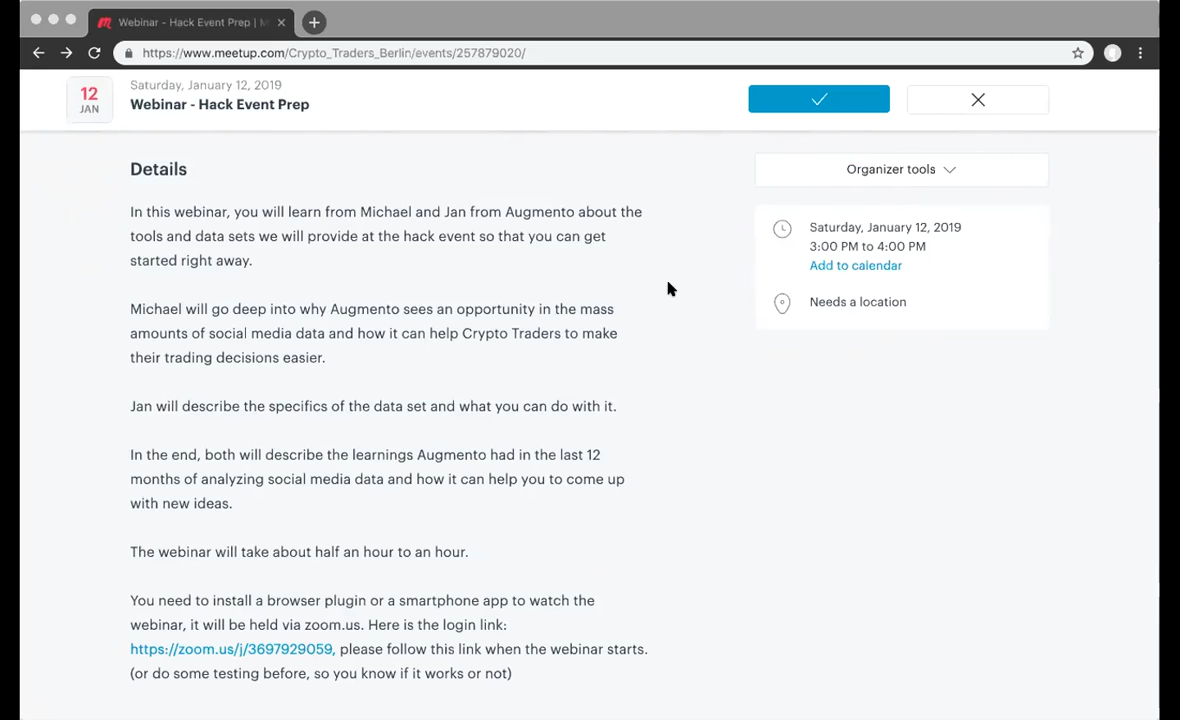 Webinar - Hack Event Prep |
https://www.meetup.com/Crypto_Traders_Berlin/events/257879020/
12
JAN
Saturday, January 12, 2019
Webinar - Hack Event Prep
Details
In this webinar, you will learn from Michael and Jan from Augmento about the
tools and data sets we will provide at the hack event so that you can get
started right away.
Michael will go deep into why Augmento sees an opportunity in the mass
amounts of social media data and how it can help Crypto Traders to make
their trading decisions easier.
Jan will describe the specifics of the data set and what you can do with it.
In the end, both will describe the learnings Augmento had in the last 12
months of analyzing social media data and how it can help you to come up
with new ideas.
The webinar will take about half an hour to an hour.
You need to install a browser plugin or a smartphone app to watch the
webinar, it will be held via zoom.us. Here is the login link:
https://zoom.us/j/3697929059, please follow this link when the webinar starts.
(or do some testing before, so you know if it works or not)
Organizer tools
Saturday, January 12, 2019
3:00 PM to 4:00 PM
Add to calendar
Needs a location